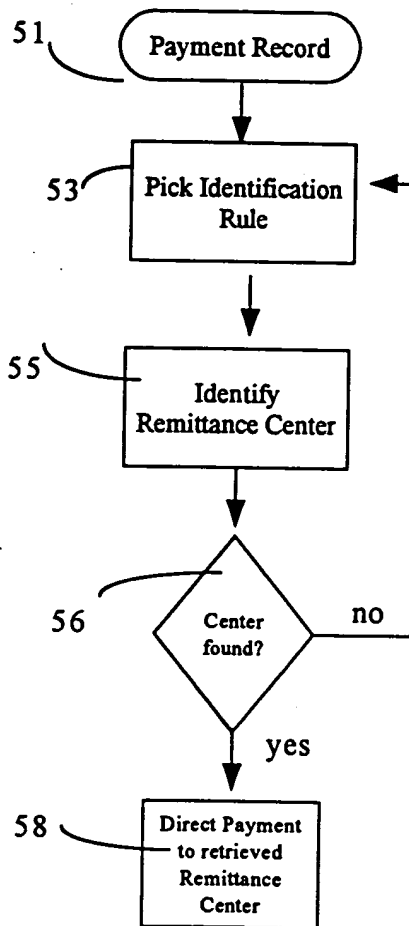 51
Payment Record
53
Pick Identification
Rule
55
Identify
Remittance Center
56
Center
found?
no
yes
58
Direct Payment
to retrieved
Remittance
Center